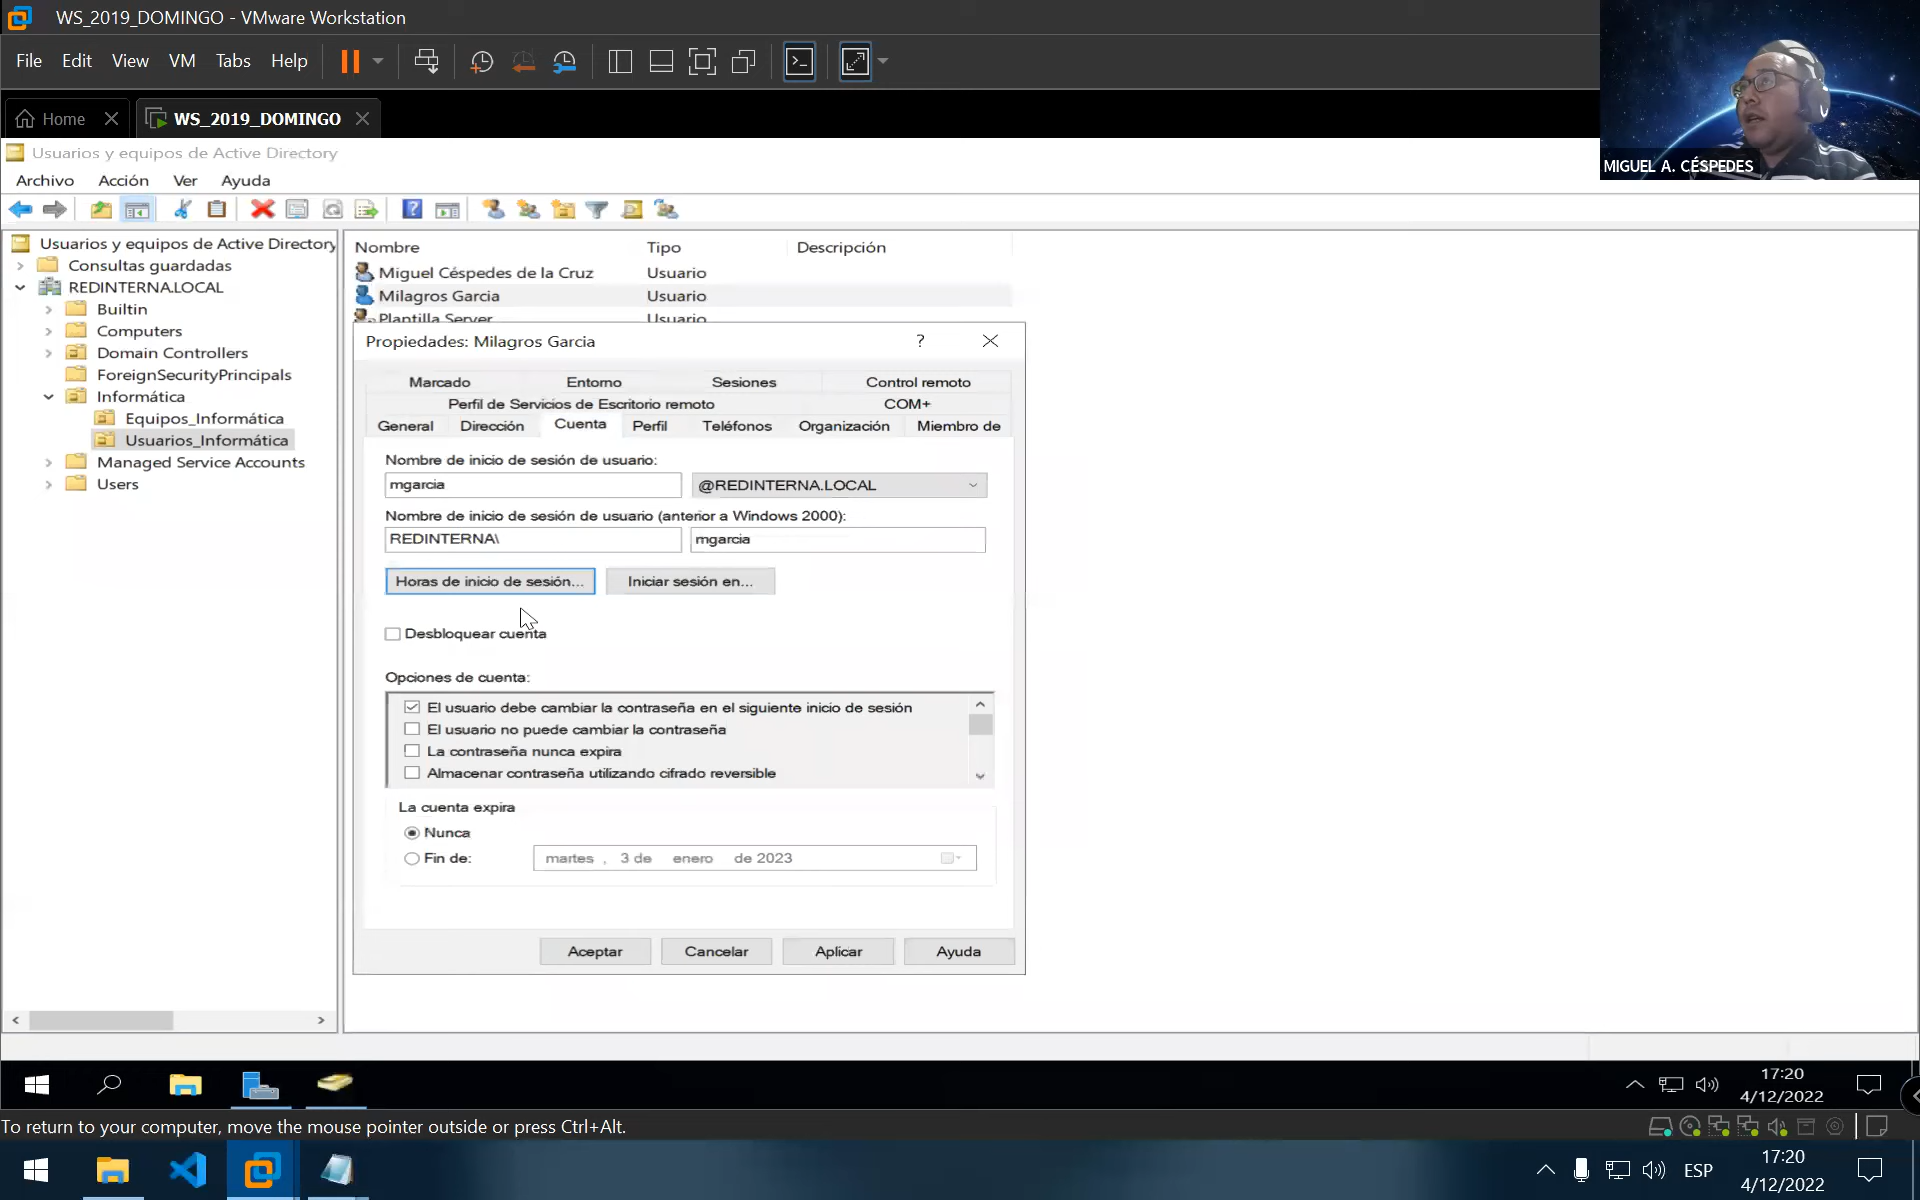 WS_2019_DOMINGO - VMware Workstation
File Edit View VM Tabs Help
Home WS_2019_DOMINGO
MIGUEL A. CÉSPEDES
Usuarios y equipos de Active Directory
Archivo Acción Ver Ayuda
Usuarios y equipos de Active Directory
Consultas guardadas
REDINTERNA.LOCAL
Builtin
Computers
Domain Controllers
ForeignSecurityPrincipals
Informática
Equipos_Informática
Usuarios_Informática
Managed Service Accounts
Users
Nombre Tipo Descripción
Miguel Céspedes de la Cruz Usuario
Milagros Garcia Usuario
Plantilla Server Usuario
Propiedades: Milagros Garcia
Marcado Entorno Sesiones Control remoto
Perfil de Servicios de Escritorio remoto COM+
General Dirección Cuenta Perfil Teléfonos Organización Miembro de
Nombre de inicio de sesión de usuario:
mgarcia @REDINTERNA.LOCAL
Nombre de inicio de sesión de usuario (anterior a Windows 2000):
REDINTERNA\ mgarcia
Horas de inicio de sesión... Iniciar sesión en...
Desbloquear cuenta
Opciones de cuenta:
El usuario debe cambiar la contraseña en el siguiente inicio de sesión
El usuario no puede cambiar la contraseña
La contraseña nunca expira
Almacenar contraseña utilizando cifrado reversible
La cuenta expira
Nunca
Fin de: martes , 3 de enero de 2023
Aceptar Cancelar Aplicar Ayuda
17:20
4/12/2022
To return to your computer, move the mouse pointer outside or press Ctrl+Alt.
ESP
17:20
4/12/2022